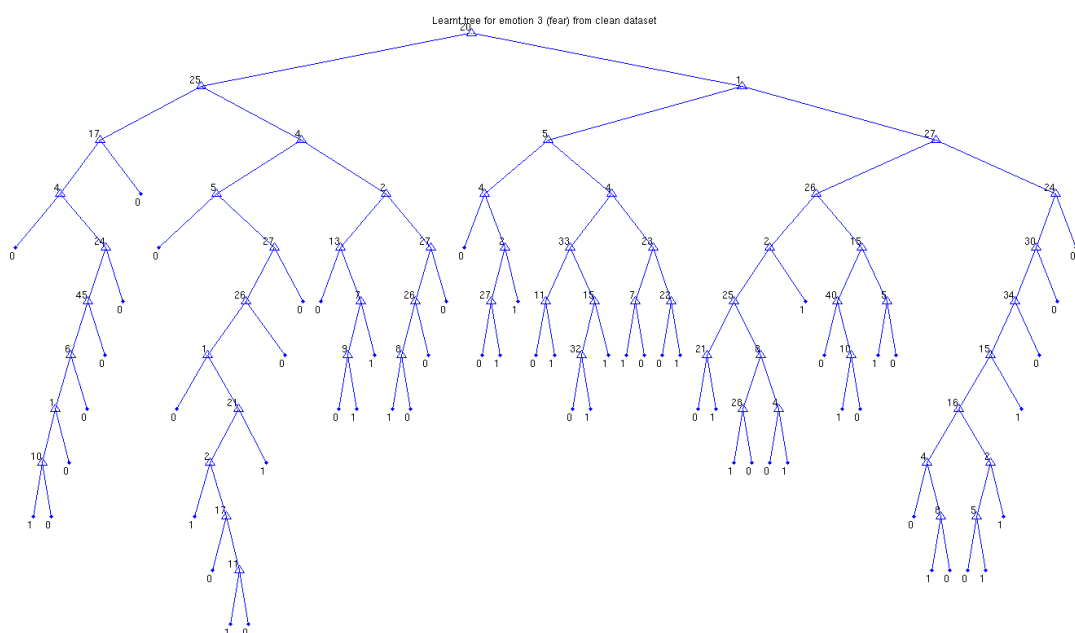 Learnt tree for emotion 3 (fear) from clean dataset
20
25 1
17 4 5 27
4 0 5 2 4 4 26 24
0 24 0 27 13 27 0 2 33 23 2 15 30 0
45 0 26 0 0 7 26 0 27 1 11 15 7 22 25 1 40 5 34 0
6 0 1 0 9 1 8 0 0 1 0 1 32 1 1 0 0 1 21 8 0 10 1 0 15 0
1 0 0 21 0 1 1 0 0 1 0 1 28 4 1 0 16 1
10 0 2 1 1 0 0 1 4 2
1 0 1 17 0 8 5 1
0 11 1 0 0 1
1 0